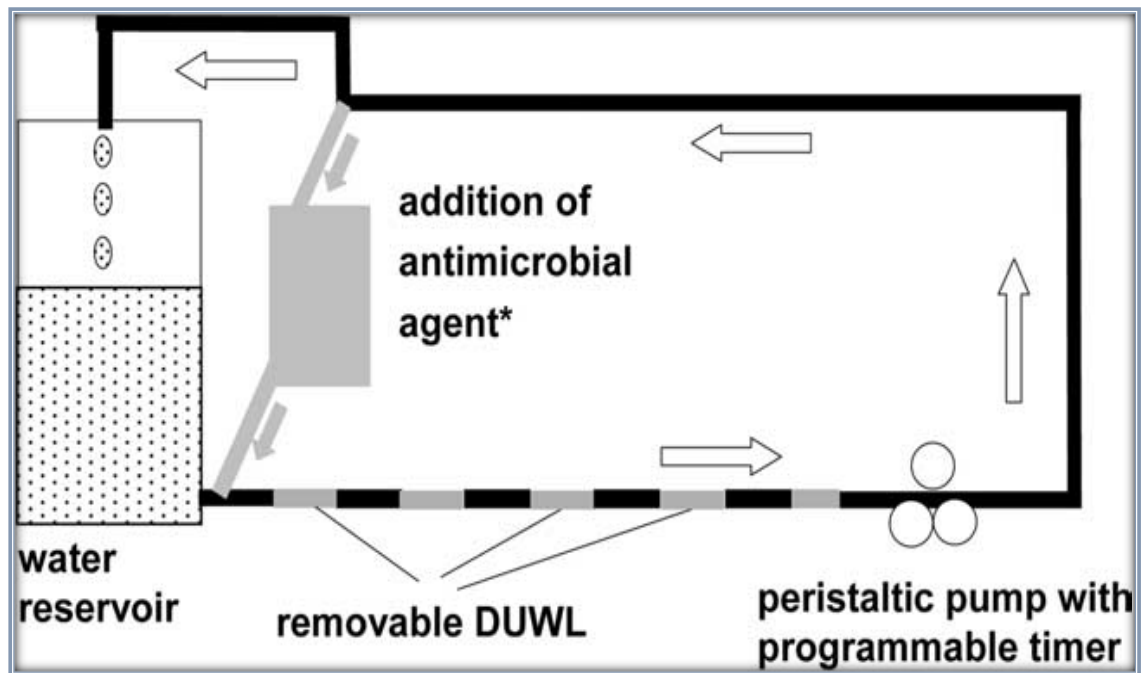 addition of
antimicrobial
agent*
water
reservoir
removable DUWL
peristaltic pump with
programmable timer